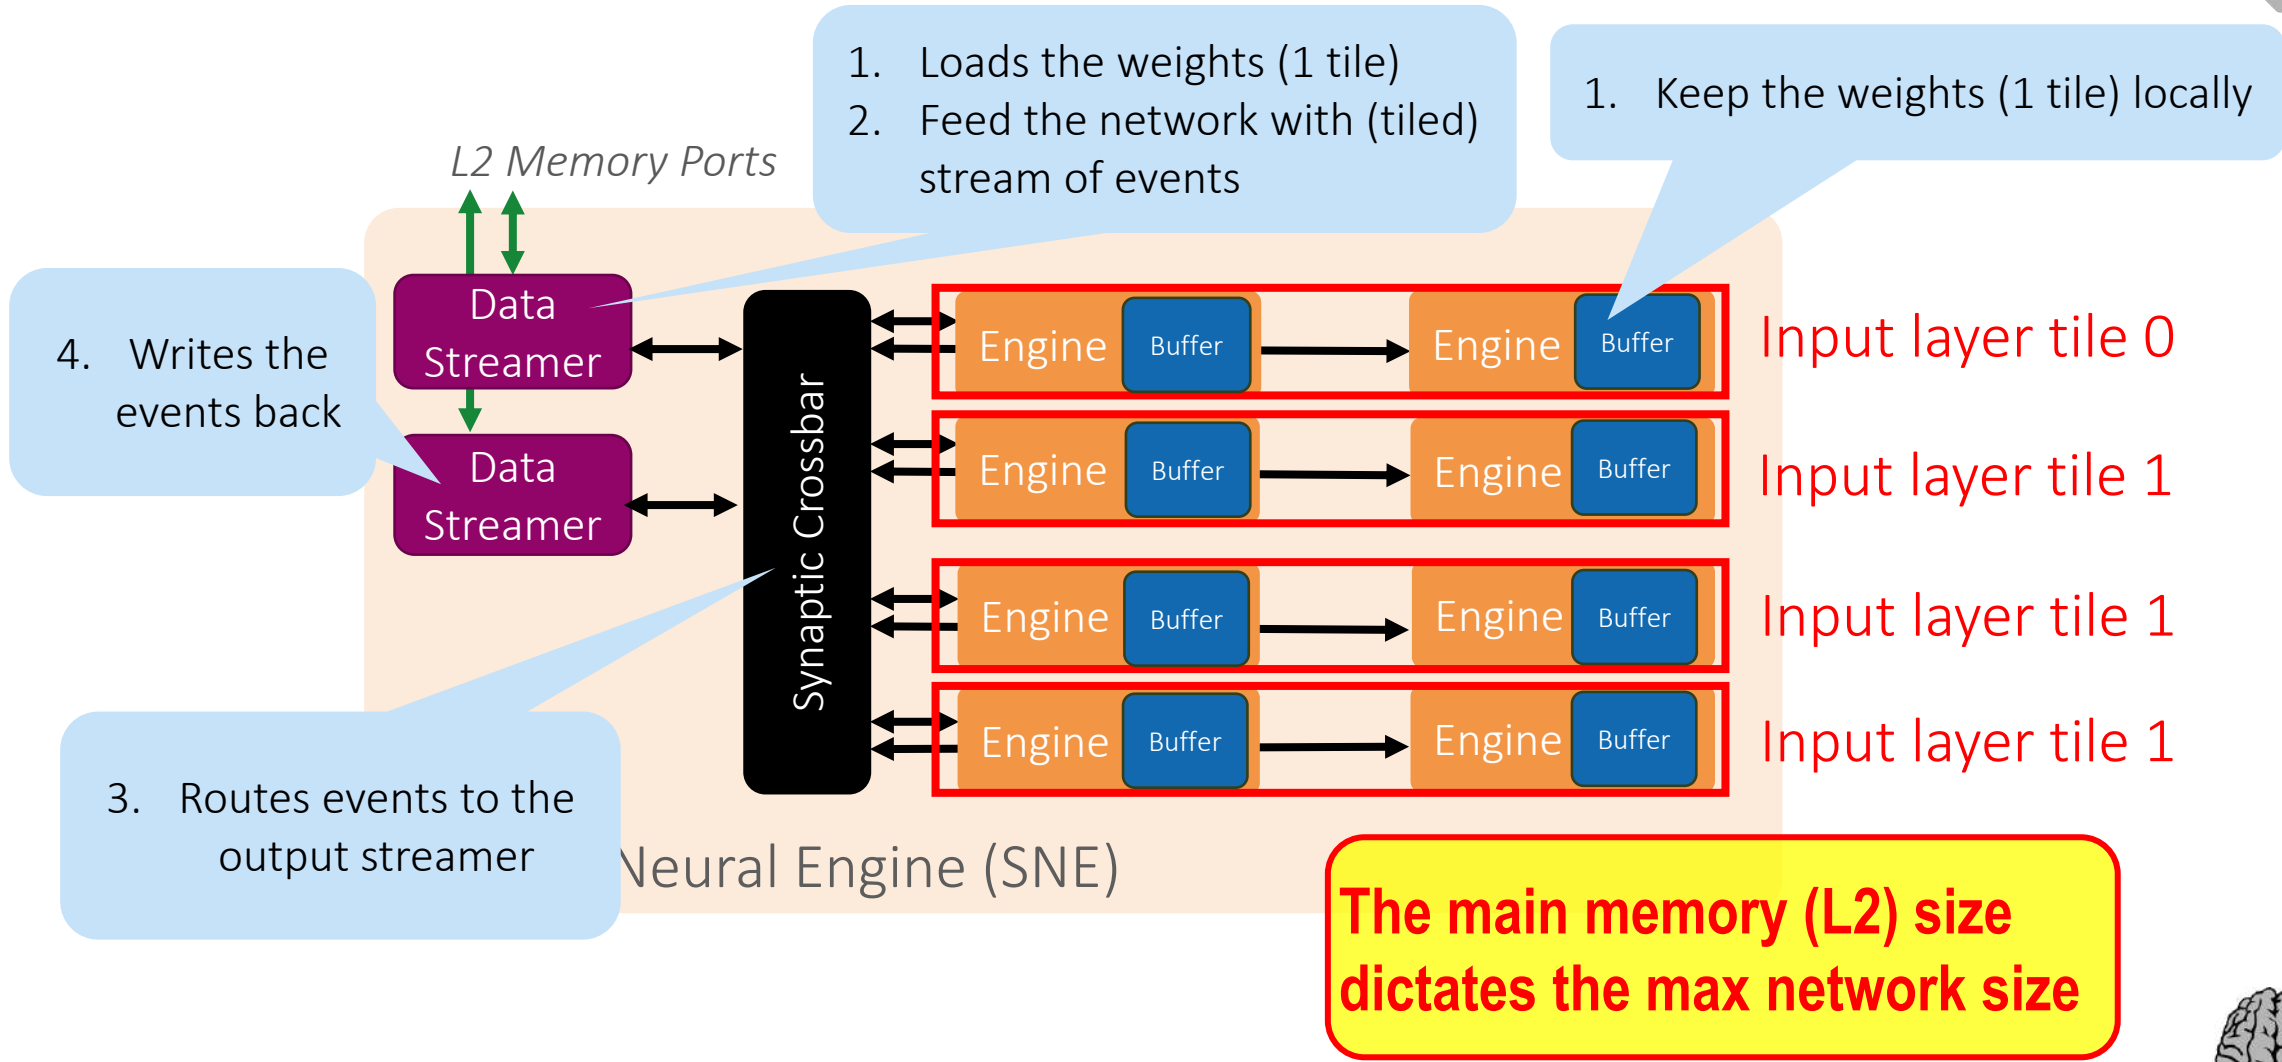 1. Loads the weights (1 tile)
2. Feed the network with (tiled)
stream of events
1. Keep the weights (1 tile) locally
L2 Memory Ports
4. Writes the
events back
Data
Streamer
Data
Streamer
Synaptic Crossbar
Engine Buffer Engine Buffer Input layer tile 0
Engine Buffer Engine Buffer Input layer tile 1
Engine Buffer Engine Buffer Input layer tile 1
Engine Buffer Engine Buffer Input layer tile 1
3. Routes events to the
output streamer
Neural Engine (SNE)
The main memory (L2) size
dictates the max network size